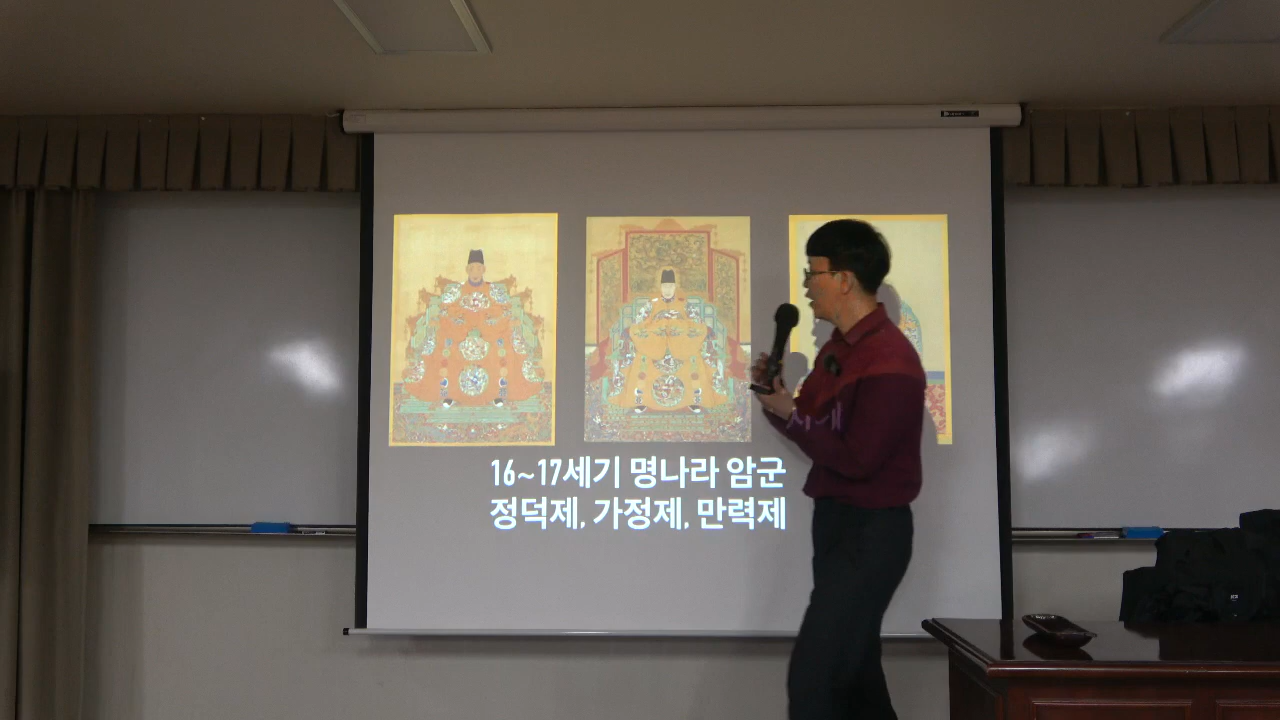 16~17세기 명나라 암군
정덕제, 가정제, 만력제